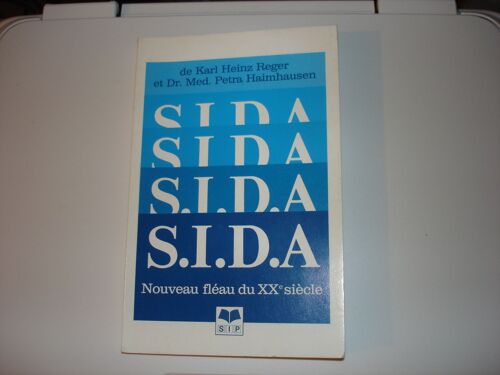 de Karl Heinz Reger
et Dr. Med. Petra Haimhausen
S.I.D.A
S.I.D.A
S.I.D.A
S.I.D.A
Nouveau fléau du XXe siècle
SIP